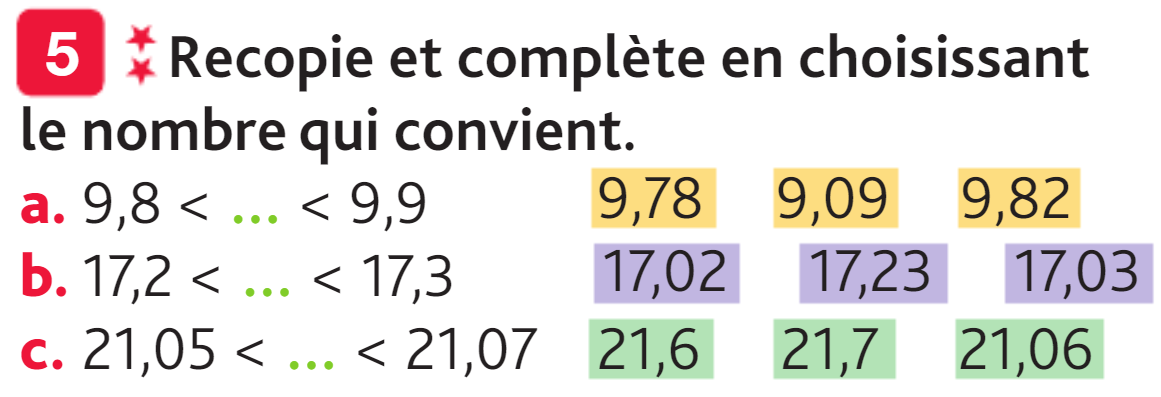 5 Recopie et complète en choisissant
le nombre qui convient.
a. 9,8 < ... < 9,9 9,78 9,09 9,82
b. 17,2 < ... < 17,3 17,02 17,23 17,03
c. 21,05 < ... < 21,07 21,6 21,7 21,06